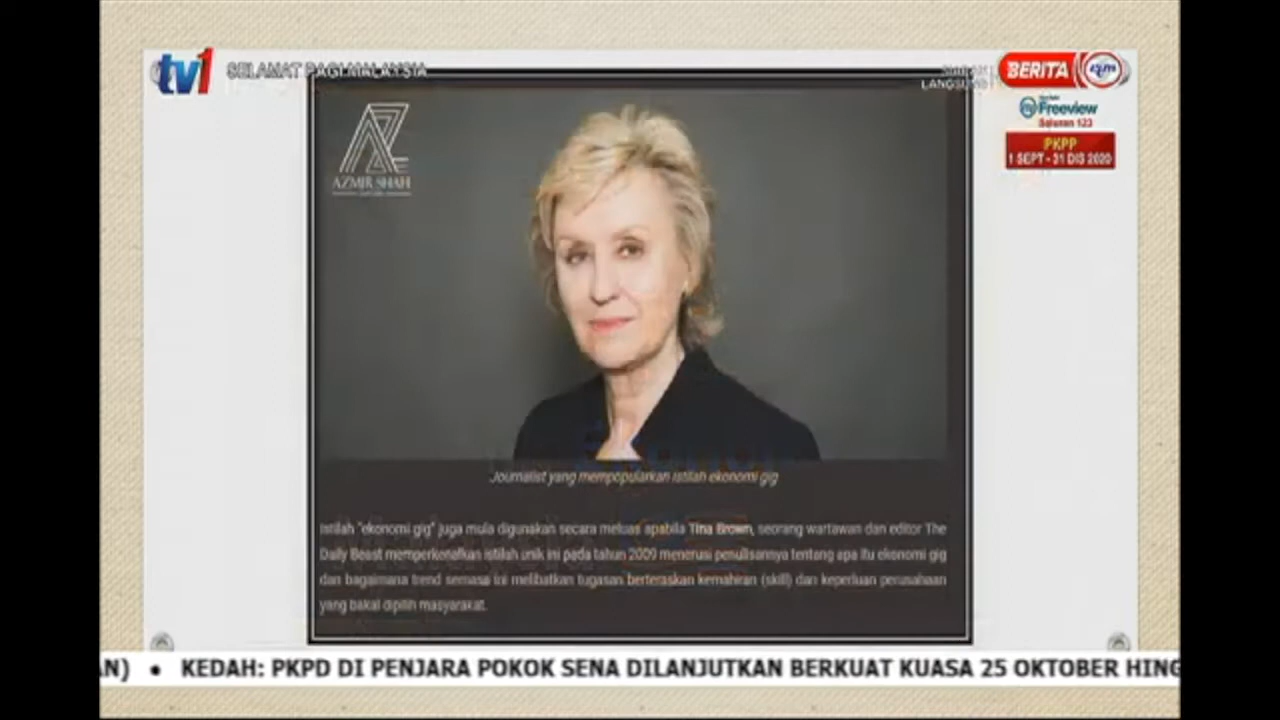 tv1
SELAMAT PAGI MALAYSIA
LANGSUNG
BERITA
Freeview
Saluran 123
PKPP
1 SEPT - 31 DIS 2020
AZMIR SHAH
Journalist yang mempopularkan istilah ekonomi gig
Istilah "ekonomi gig" juga mula digunakan secara meluas apabila Tina Brown, seorang wartawan dan editor The
Daily Beast memperkenalkan istilah unik ini pada tahun 2009 menerusi penulisannya tentang apa itu ekonomi gig
dan bagaimana trend semasa ini melibatkan tugasan berteraskan kemahiran (skill) dan keperluan perusahaan
yang bakal dipilih masyarakat.
AN) • KEDAH: PKPD DI PENJARA POKOK SENA DILANJUTKAN BERKUAT KUASA 25 OKTOBER HING